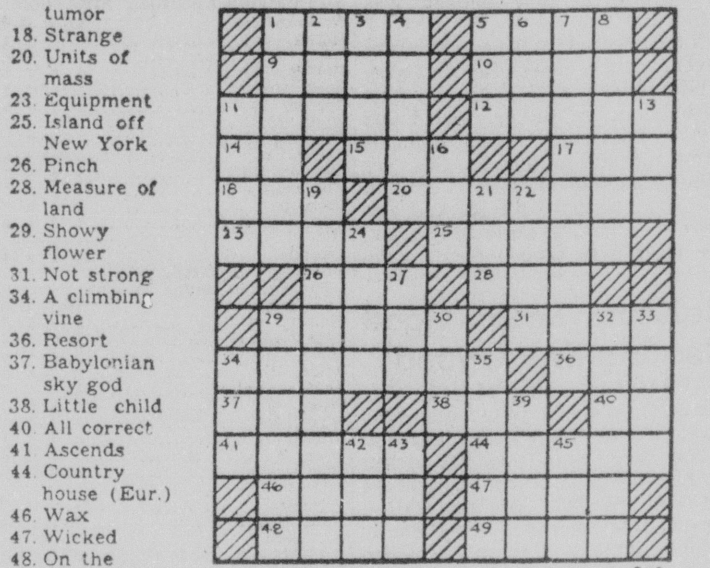 tumor
18. Strange
20. Units of
mass
23. Equipment
25. Island off
New York
26. Pinch
28. Measure of
land
29. Showy
flower
31. Not strong
34. A climbing
vine
36. Resort
37. Babylonian
sky god
38. Little child
40. All correct
41 Ascends
44. Country
house (Eur.)
46. Wax
47. Wicked
48. On the
1 2 3 4 5 6 7 8
9 10
11 12 13
14 15 16 17
18 19 20 21 22
23 24 25
26 27 28
29 30 31 32 33
34 35 36
37 38 39 40
41 42 43 44 45
46 47
48 49